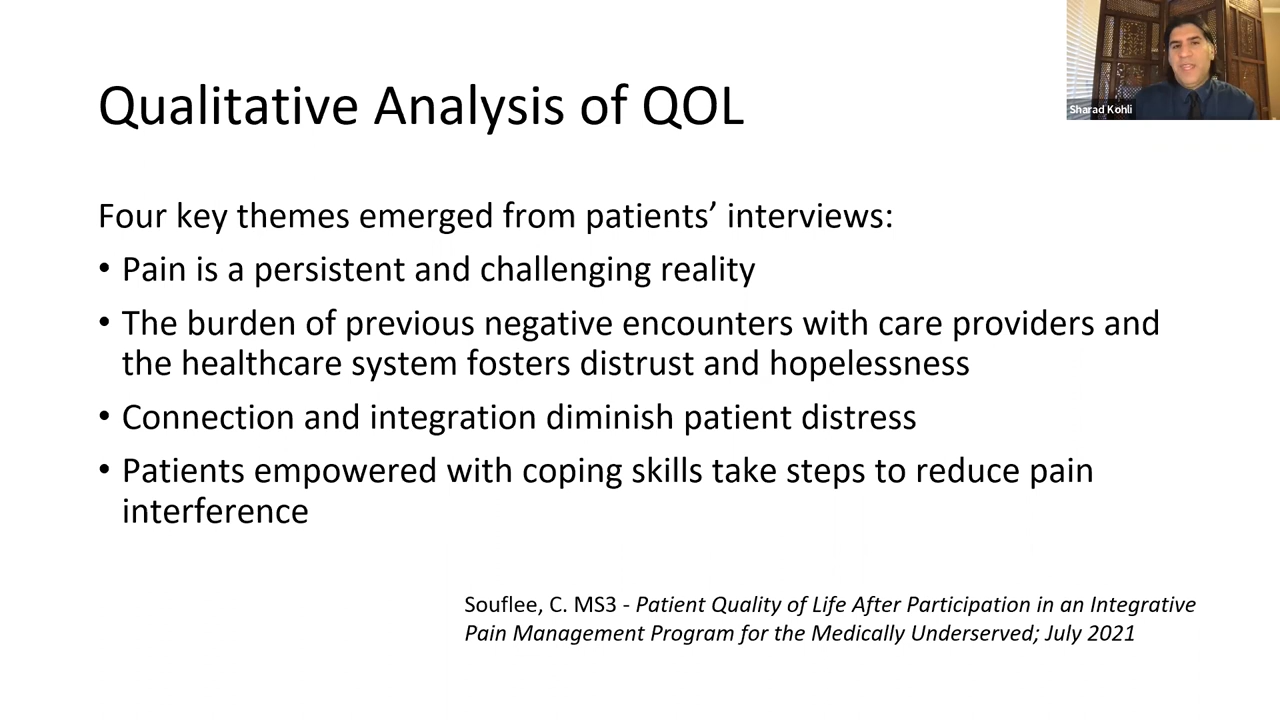 Sharad Kohli
Qualitative Analysis of QOL
Four key themes emerged from patients’ interviews:
• Pain is a persistent and challenging reality
• The burden of previous negative encounters with care providers and
the healthcare system fosters distrust and hopelessness
• Connection and integration diminish patient distress
• Patients empowered with coping skills take steps to reduce pain
interference
Souflee, C. MS3 - Patient Quality of Life After Participation in an Integrative
Pain Management Program for the Medically Underserved; July 2021